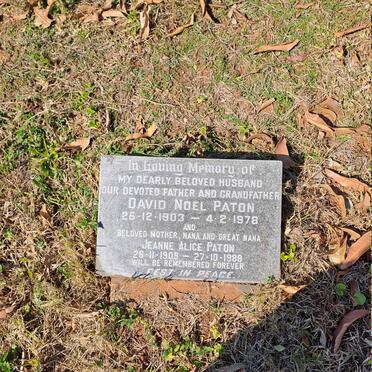 In Loving Memory of
MY DEARLY BELOVED HUSBAND
OUR DEVOTED FATHER AND GRANDFATHER
DAVID NOEL PATON
26-12-1903 - 4-2-1978
AND
BELOVED MOTHER, NANA AND GREAT NANA
JEANNE ALICE PATON
26-11-1909 - 27-10-1988
WILL BE REMEMBERED FOREVER
REST IN PEACE